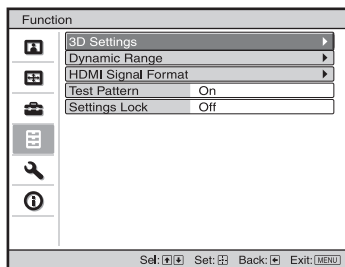 Function
3D Settings
Dynamic Range
HDMI Signal Format
Test Pattern On
Settings Lock Off
Sel: Set: Back: Exit: MENU